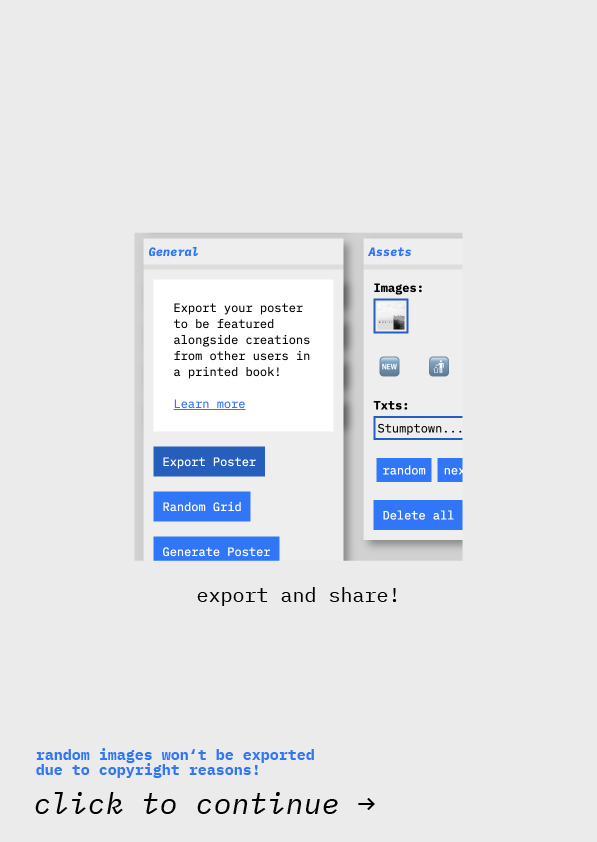 General
Export your poster
to be featured
alongside creations
from other users in
a printed book!
Learn more
Export Poster
Random Grid
Generate Poster
Assets
Images:
NEW
Txts:
Stumptown...
random
Delete all
export and share!
random images won‘t be exported
due to copyright reasons!
click to continue →